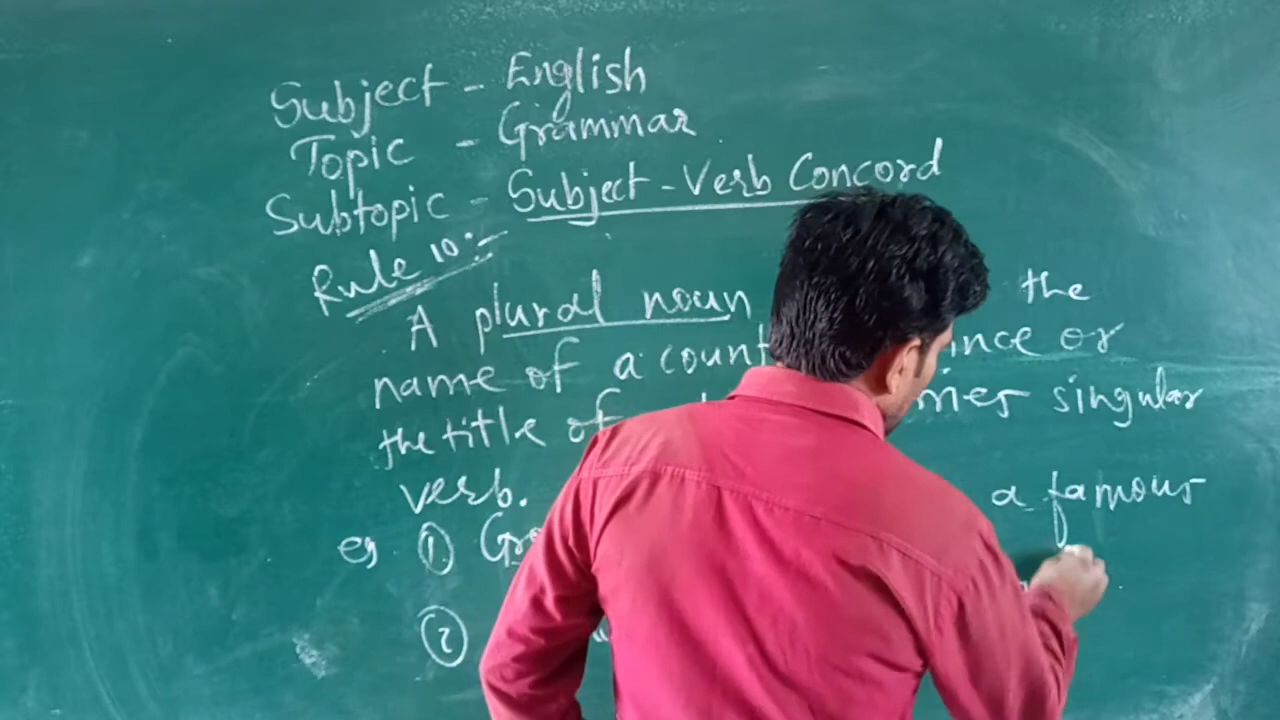 Subject - English
Topic - Grammar
Subtopic - Subject-Verb Concord
Rule 10:-
A plural noun the
name of a or
the title of singular
verb. a famous
eg ①
②